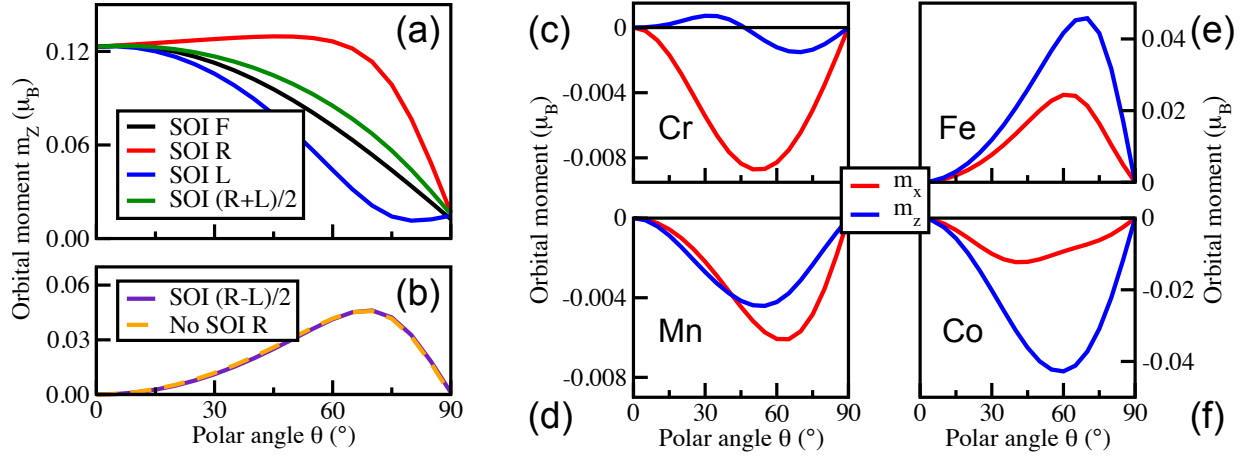 (a)
Orbital moment m_Z (μ_B)
0.12
0.06
0.00
SOI F
SOI R
SOI L
SOI (R+L)/2
(b)
0.06
0.03
0.00
SOI (R-L)/2
No SOI R
0
30
60
90
Polar angle θ (°)
(c)
Orbital moment (μ_B)
0
-0.004
-0.008
Cr
(e)
Orbital moment (μ_B)
0.04
0.02
0
Fe
m_x
m_z
(d)
0
-0.004
-0.008
Mn
0
30
60
90
Polar angle θ (°)
(f)
0
-0.02
-0.04
Co
0
30
60
90
Polar angle θ (°)